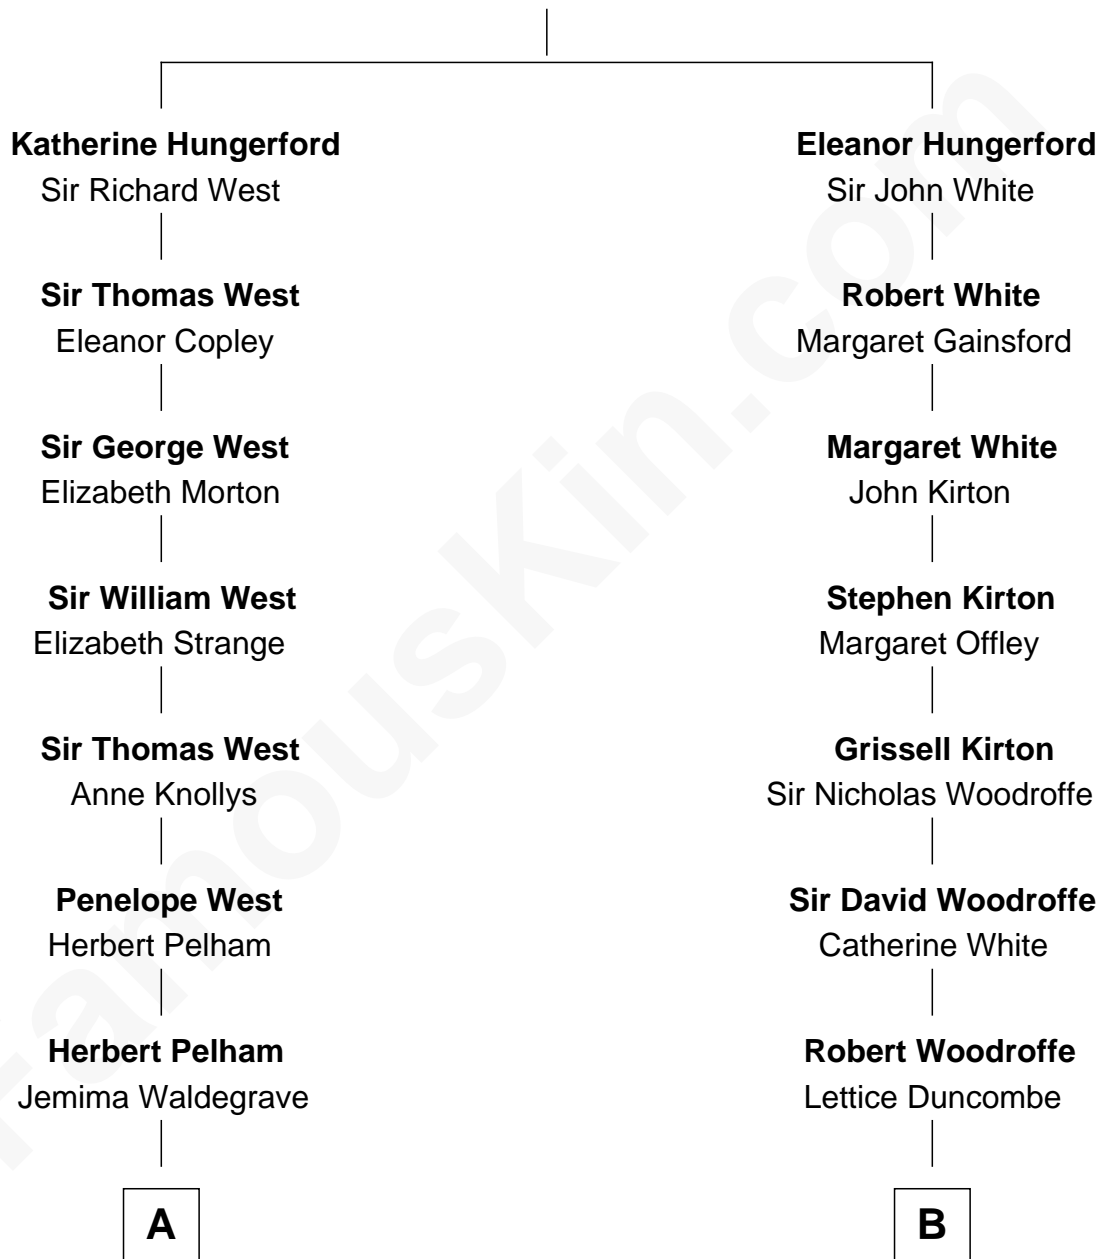 Katherine Hungerford
Sir Richard West
Sir Thomas West
Eleanor Copley
Sir George West
Elizabeth Morton
Sir William West
Elizabeth Strange
Sir Thomas West
Anne Knollys
Penelope West
Herbert Pelham
Herbert Pelham
Jemima Waldegrave
A
Eleanor Hungerford
Sir John White
Robert White
Margaret Gainsford
Margaret White
John Kirton
Stephen Kirton
Margaret Offley
Grissell Kirton
Sir Nicholas Woodroffe
Sir David Woodroffe
Catherine White
Robert Woodroffe
Lettice Duncombe
B
FamousKin.com